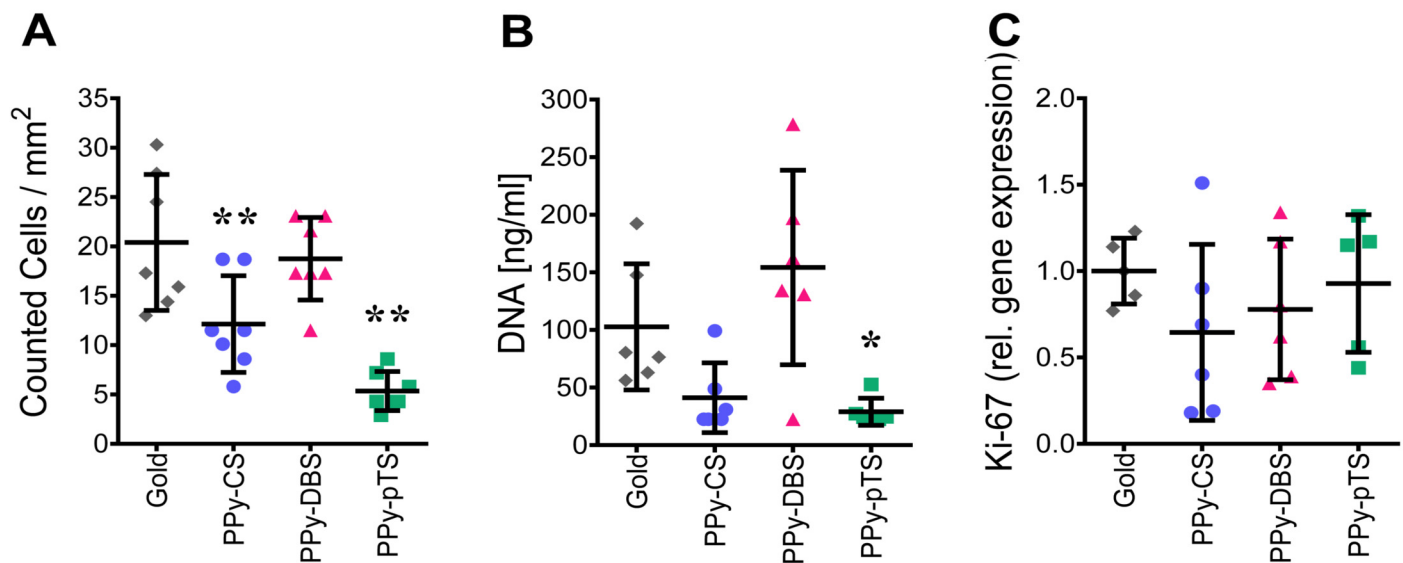 A
Counted Cells / mm²
35
30
25
20
15
10
5
0
**
**
Gold
PPy-CS
PPy-DBS
PPy-pTS
B
DNA [ng/ml]
300
250
200
150
100
50
0
*
Gold
PPy-CS
PPy-DBS
PPy-pTS
C
Ki-67 (rel. gene expression)
2.0
1.5
1.0
0.5
0.0
Gold
PPy-CS
PPy-DBS
PPy-pTS